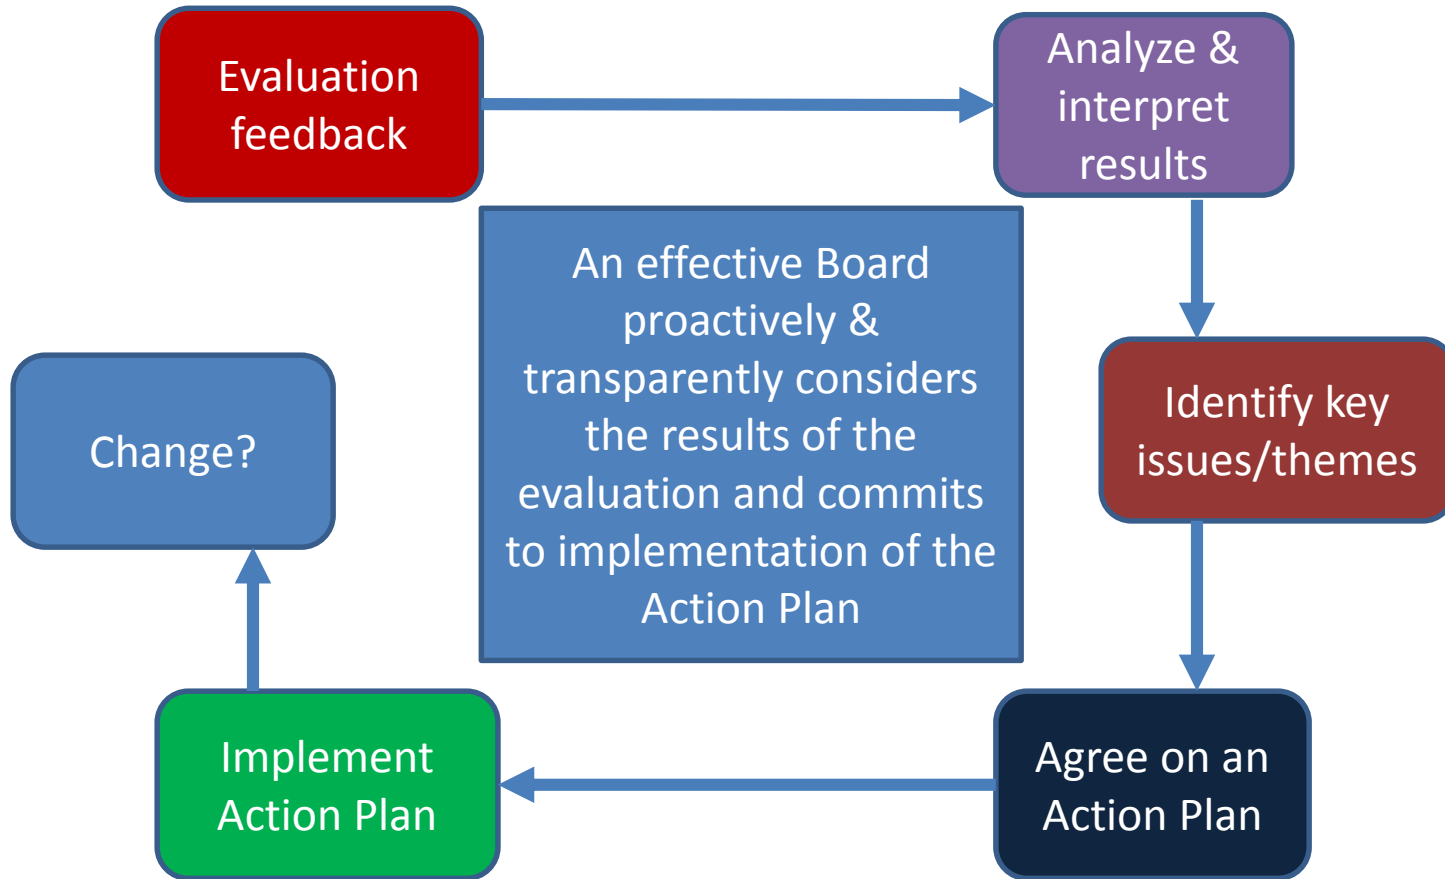 Evaluation
feedback
Analyze &
interpret
results
An effective Board
proactively &
transparently considers
the results of the
evaluation and commits
to implementation of the
Action Plan
Change?
Identify key
issues/themes
Implement
Action Plan
Agree on an
Action Plan